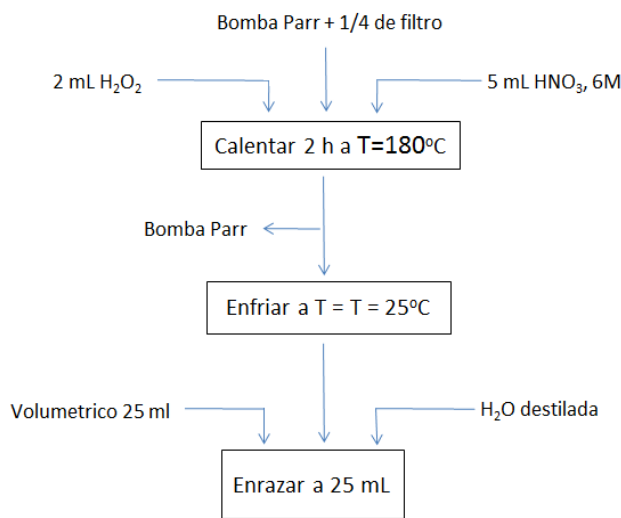 Bomba Parr + 1/4 de filtro
2 mL H₂O₂
5 mL HNO₃, 6M
Calentar 2 h a T=180ºC
Bomba Parr
Enfriar a T = T = 25ºC
Volumetrico 25 ml
H₂O destilada
Enrazar a 25 mL